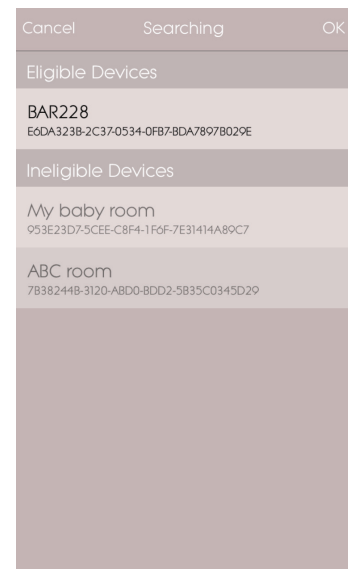 Cancel Searching OK
Eligible Devices
BAR228
E6DA323B-2C37-0534-0FB7-BDA7897B029E
Ineligible Devices
My baby room
953E23D7-5CEE-C8F4-1F6F-7E31414A89C7
ABC room
7B38244B-3120-ABD0-BDD2-5B35C0345D29